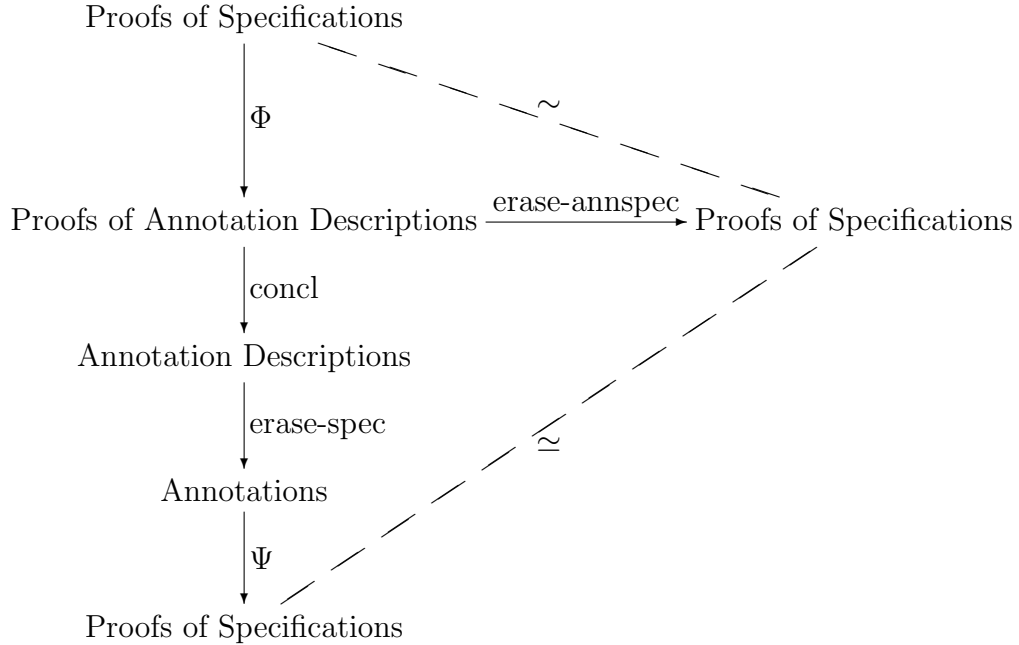 Proofs of Specifications
∼
Φ
erase-annspec
Proofs of Annotation Descriptions
Proofs of Specifications
concl
Annotation Descriptions
erase-spec
≃
Annotations
Ψ
Proofs of Specifications